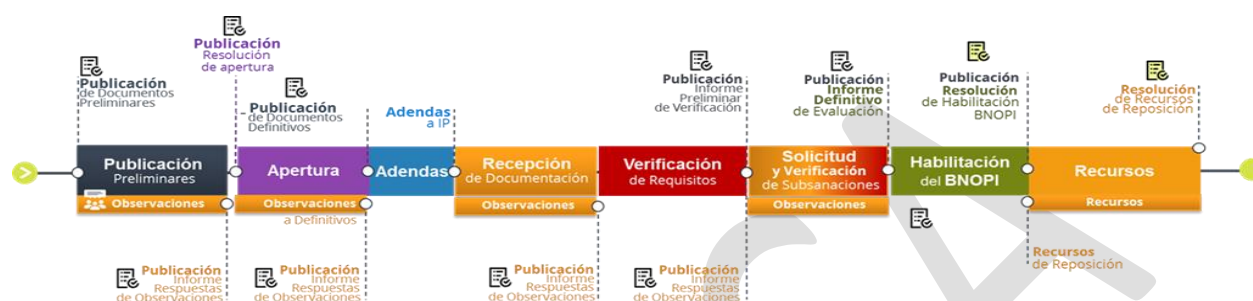 Publicación
Resolución
de apertura
Publicación
de Documentos
Preliminares
Publicación
de Documentos
Definitivos
Adendas
a IP
Publicación
Informe
Preliminar
de Verificación
Publicación
Informe
Definitivo
de Evaluación
Publicación
Resolución
de Habilitación
BNOPI
Resolución
de Recursos
de Reposición
Publicación
Preliminares
Apertura
Adendas
Recepción
de Documentación
Verificación
de Requisitos
Solicitud
y Verificación
de Subsanaciones
Habilitación
del BNOPI
Recursos
Observaciones
Observaciones
a Definitivos
Observaciones
Observaciones
Recursos
Recursos
de Reposición
Publicación
Informe
Respuestas
de Observaciones
Publicación
Informe
Respuestas
de Observaciones
Publicación
Informe
Respuestas
de Observaciones
Publicación
Informe
Respuestas
de Observaciones